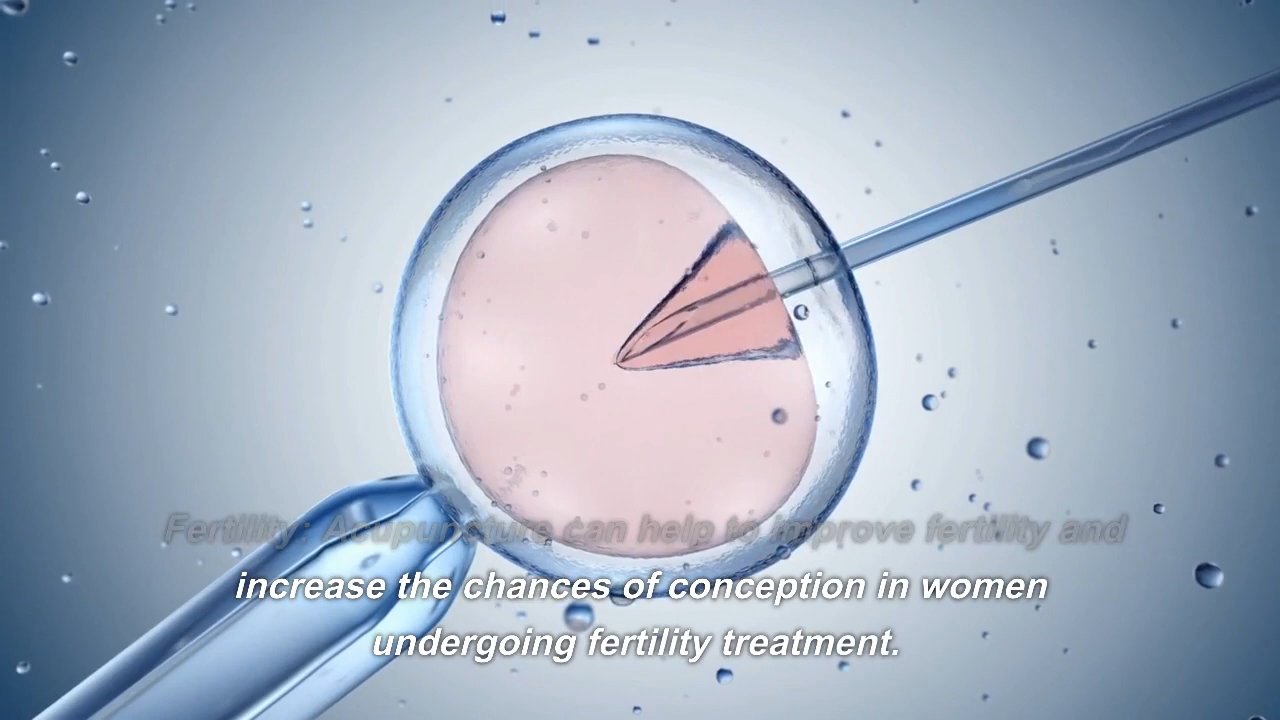 Fertility: Acupuncture can help to improve fertility and
increase the chances of conception in women
undergoing fertility treatment.